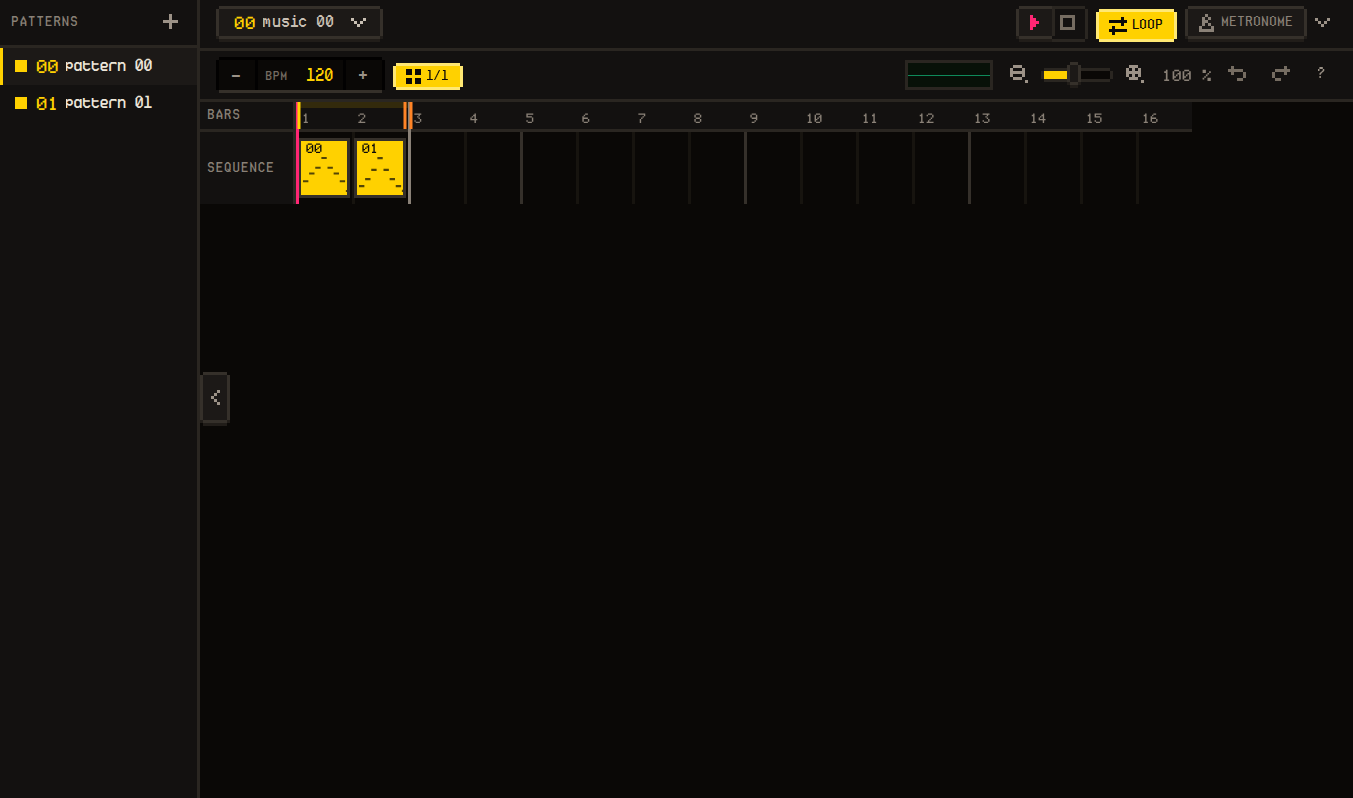 PATTERNS
00 pattern 00
01 pattern 01
00 music 00
LOOP
METRONOME
- BPM 120 +
1/1
100 %
?
BARS
1 2 3 4 5 6 7 8 9 10 11 12 13 14 15 16
SEQUENCE
00
01